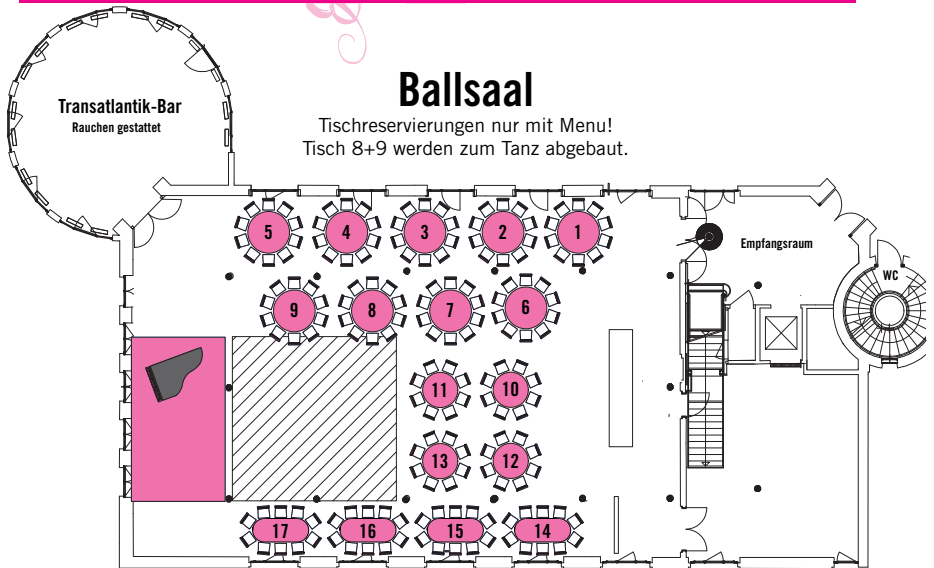 Transatlantik-Bar
Rauchen gestattet
Ballsaal
Tischreservierungen nur mit Menu!
Tisch 8+9 werden zum Tanz abgebaut.
5
4
3
2
1
Empfangsraum
WC
9
8
7
6
11
10
13
12
17
16
15
14